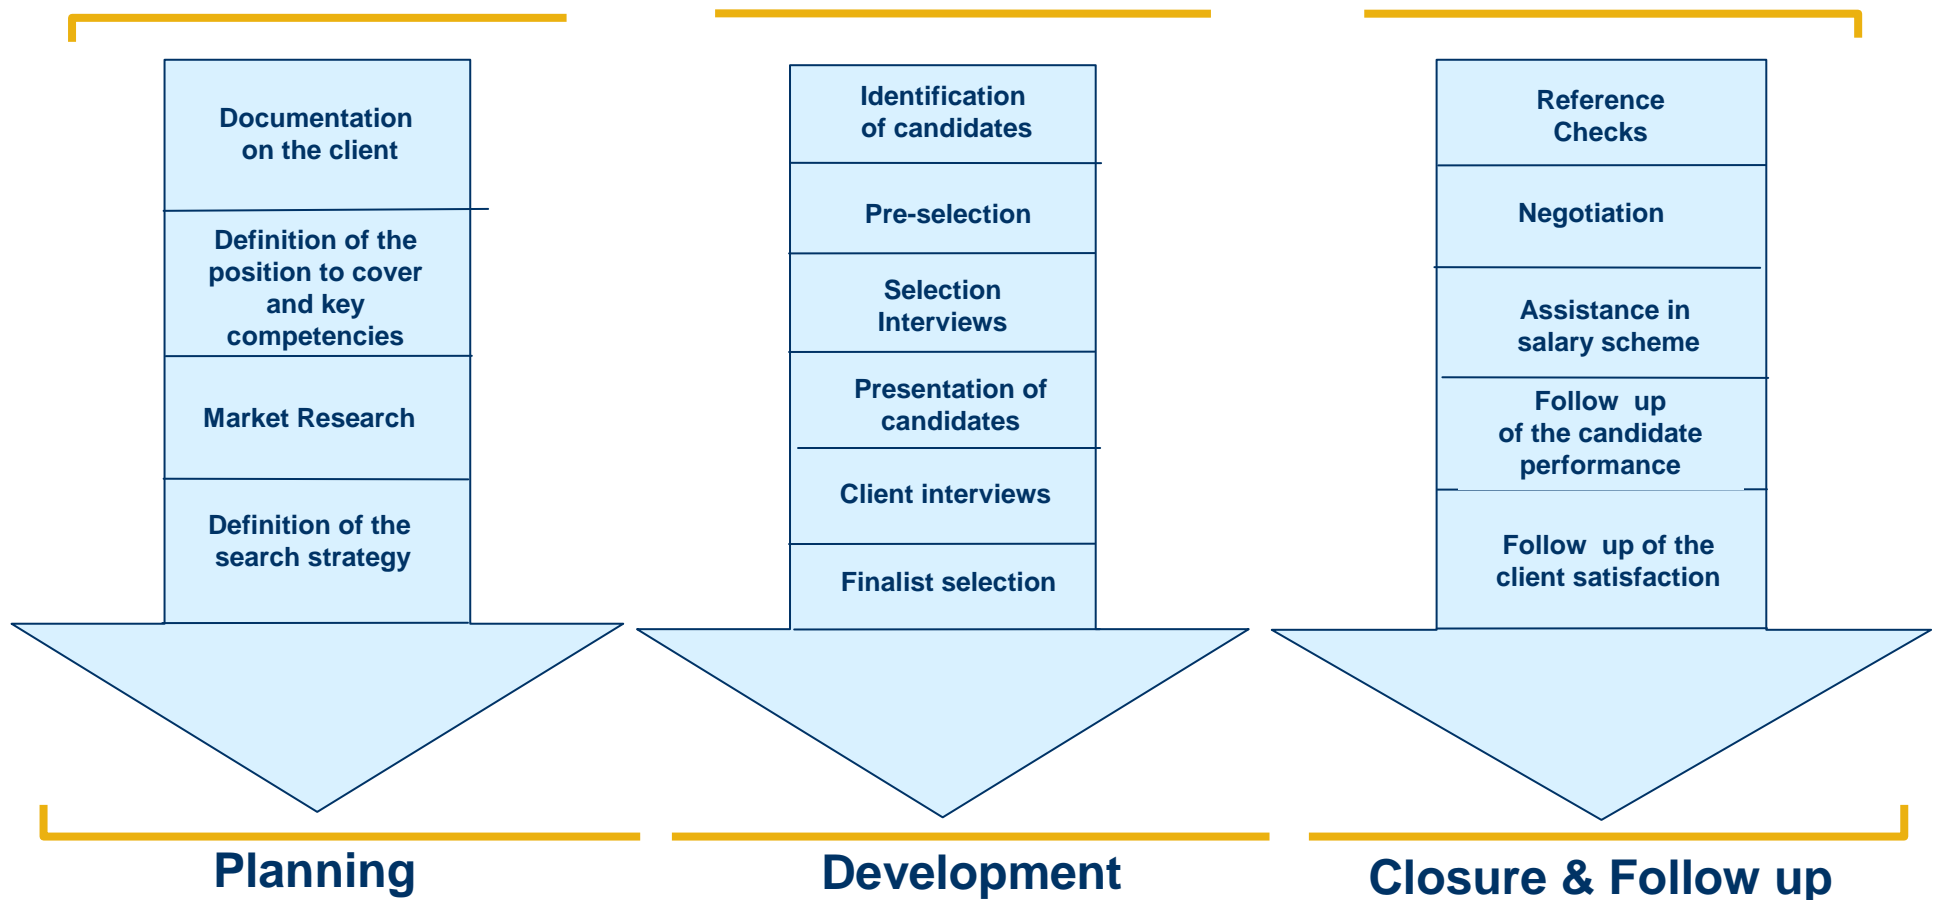 Documentation
on the client
Definition of the
position to cover
and key
competencies
Market Research
Definition of the
search strategy
Planning
Identification
of candidates
Pre-selection
Selection
Interviews
Presentation of
candidates
Client interviews
Finalist selection
Development
Reference
Checks
Negotiation
Assistance in
salary scheme
Follow  up
of the candidate
performance
Follow  up of the
client satisfaction
Closure & Follow up